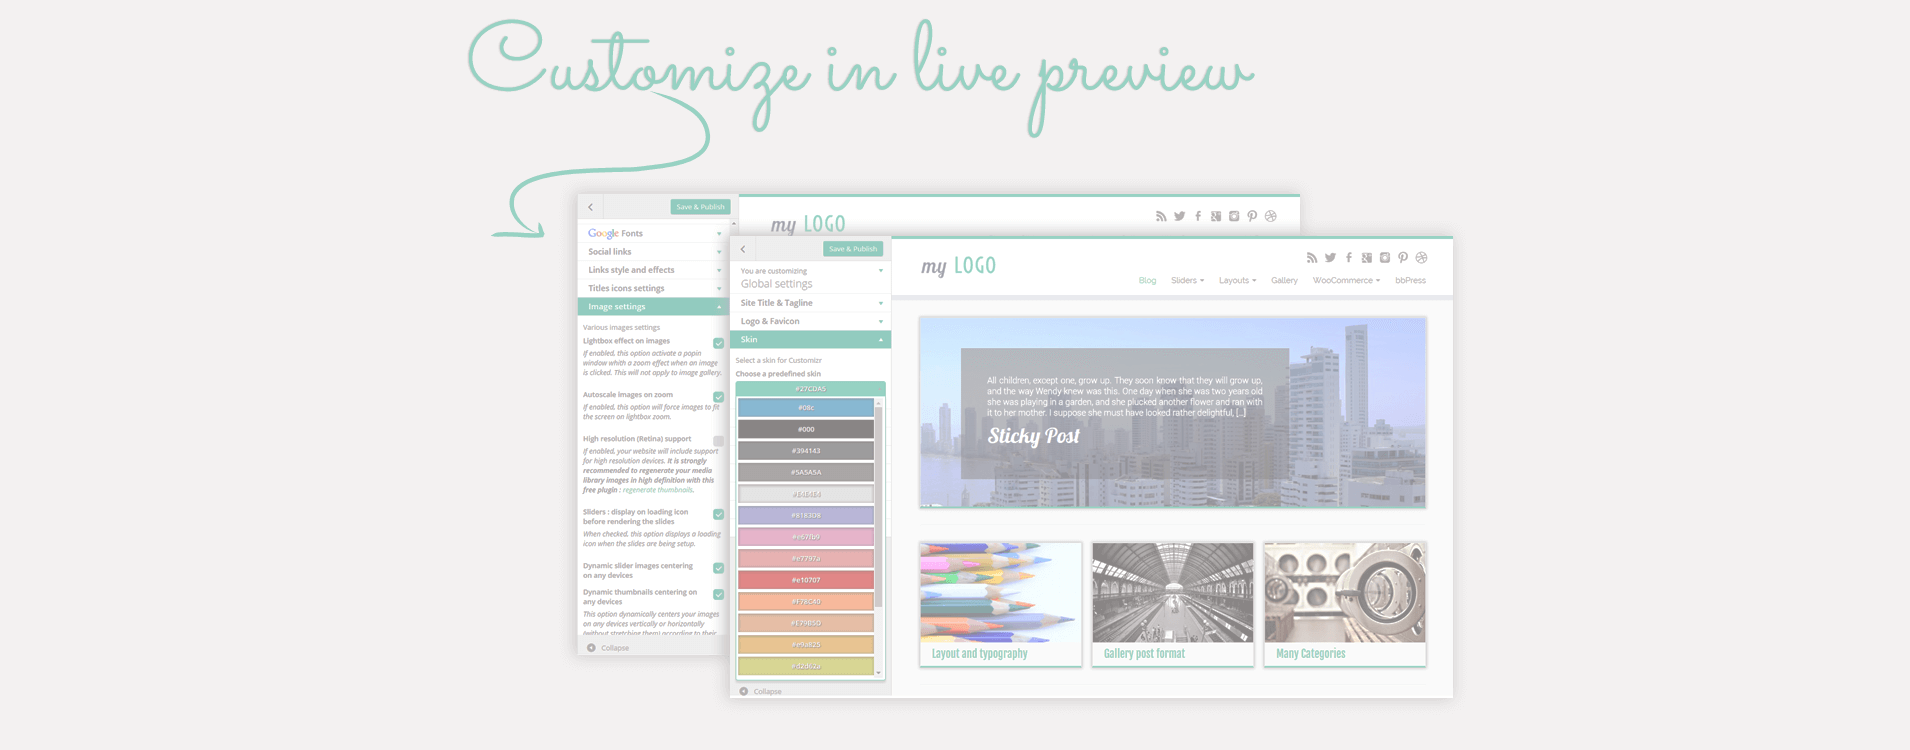 Customize in live preview
Save & Publish
Google Fonts
Social links
Links style and effects
Titles icons settings
Image settings
Various images settings
Lightbox effect on images
If enabled, this option activate a popin
window whith a zoom effect when an image
is clicked. This will not apply to image gallery.
Autoscale images on zoom
If enabled, this option will force images to fit
the screen on lightbox zoom.
High resolution (Retina) support
If enabled, your website will include support
for high resolution devices. It is strongly
recommended to regenerate your media
library images in high definition with this
free plugin : regenerate thumbnails.
Sliders : display on loading icon
before rendering the slides
When checked, this option displays a loading
icon when the slides are being setup.
Dynamic slider images centering
on any devices
Dynamic thumbnails centering on
any devices
This option dynamically centers your images
on any devices vertically or horizontally
(without stretching them) according to their
Collapse
my LOGO
Save & Publish
You are customizing
Global settings
Site Title & Tagline
Logo & Favicon
Skin
Select a skin for Customizr
Choose a predefined skin
#27CDA5
#08c
#000
#394143
#5A5A5A
#E4E4E4
#8183D8
#e67fb9
#e7797a
#e10707
#F78C40
#E79B5D
#e9a825
#d2d62a
Collapse
my LOGO
Blog Sliders Layouts Gallery WooCommerce bbPress
All children, except one, grow up. They soon know that they will grow up,
and the way Wendy knew was this. One day when she was two years old
she was playing in a garden, and she plucked another flower and ran with
it to her mother. I suppose she must have looked rather delightful, [...]
Sticky Post
Layout and typography
Gallery post format
Many Categories